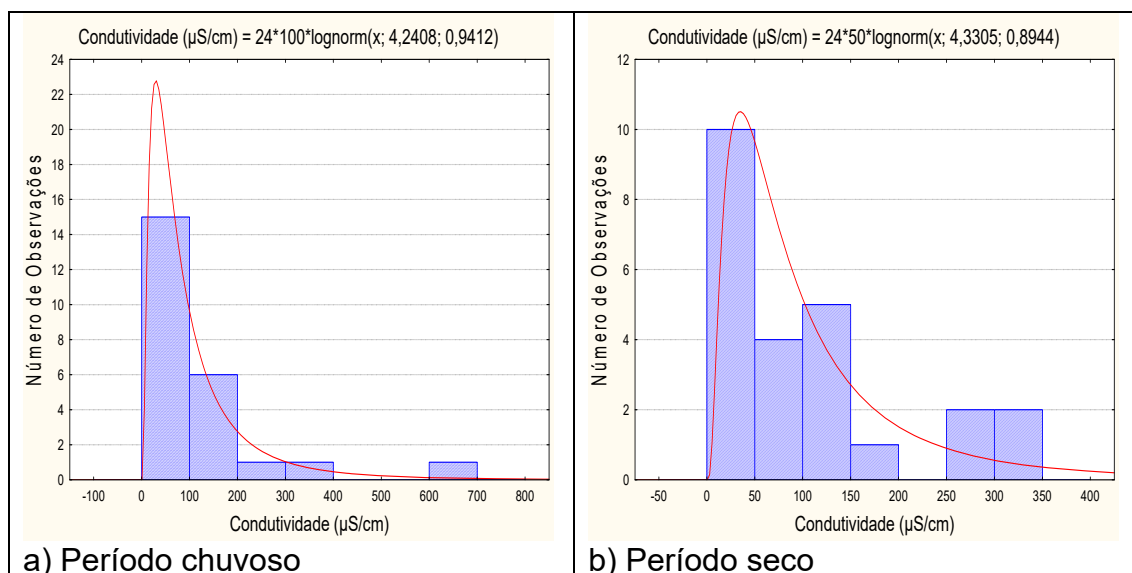 Condutividade (µS/cm) = 24*100*lognorm(x; 4,2408; 0,9412)
24
22
20
18
16
14
12
10
8
6
4
2
0
Número de Observações
-100 0 100 200 300 400 500 600 700 800
Condutividade (µS/cm)
a) Período chuvoso
Condutividade (µS/cm) = 24*50*lognorm(x; 4,3305; 0,8944)
12
10
8
6
4
2
0
Número de Observações
-50 0 50 100 150 200 250 300 350 400
Condutividade (µS/cm)
b) Período seco